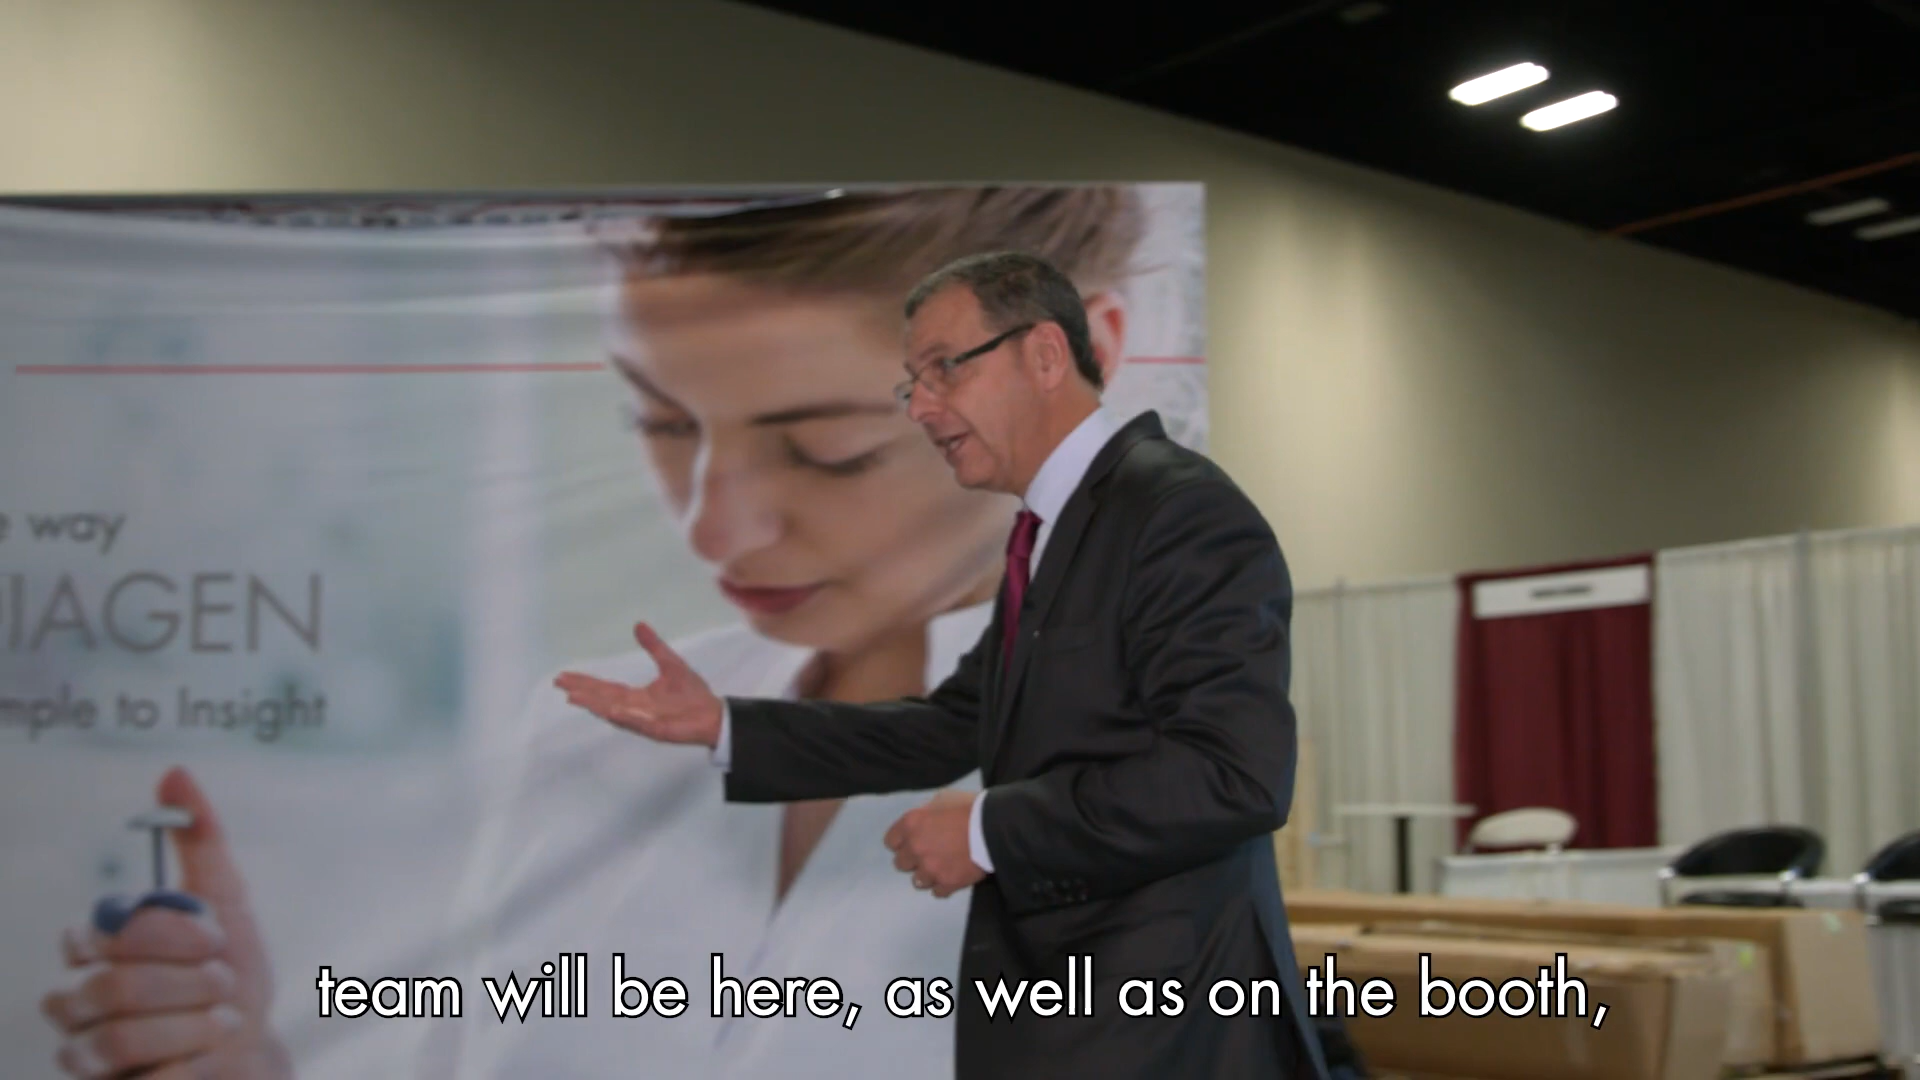 way
IAGEN
mple to Insight
team will be here, as well as on the booth,